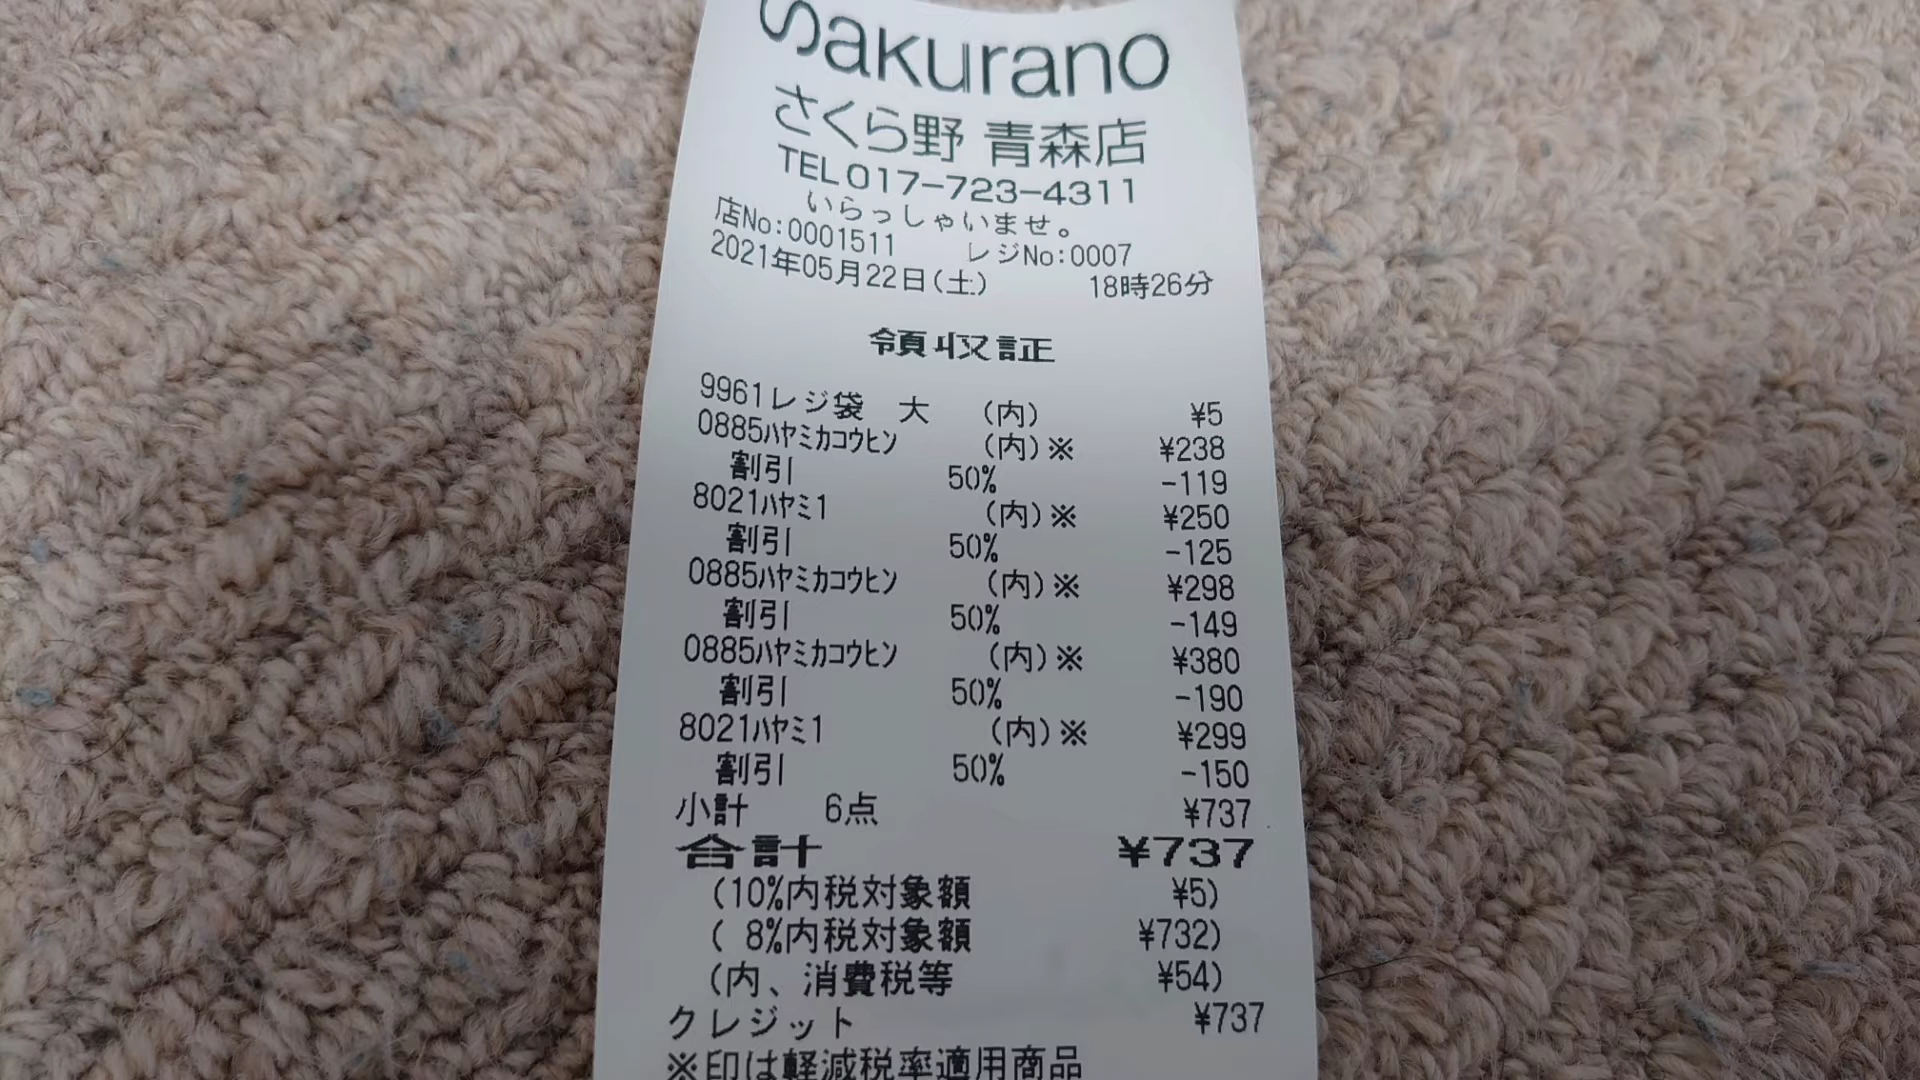 Sakurano
さくら野 青森店
TEL017-723-4311
いらっしゃいませ。
店No:0001511 レジNo:0007
2021年05月22日(土) 18時26分
領収証
9961レジ袋 大 (内) ¥5
0885ﾊﾔﾐｶｺｳﾋﾝ (内)※ ¥238
割引 50% -119
8021ﾊﾔﾐ1 (内)※ ¥250
割引 50% -125
0885ﾊﾔﾐｶｺｳﾋﾝ (内)※ ¥298
割引 50% -149
0885ﾊﾔﾐｶｺｳﾋﾝ (内)※ ¥380
割引 50% -190
8021ﾊﾔﾐ1 (内)※ ¥299
割引 50% -150
小計 6点 ¥737
合計 ¥737
(10%内税対象額 ¥5)
( 8%内税対象額 ¥732)
(内、消費税等 ¥54)
クレジット ¥737
※印は軽減税率適用商品